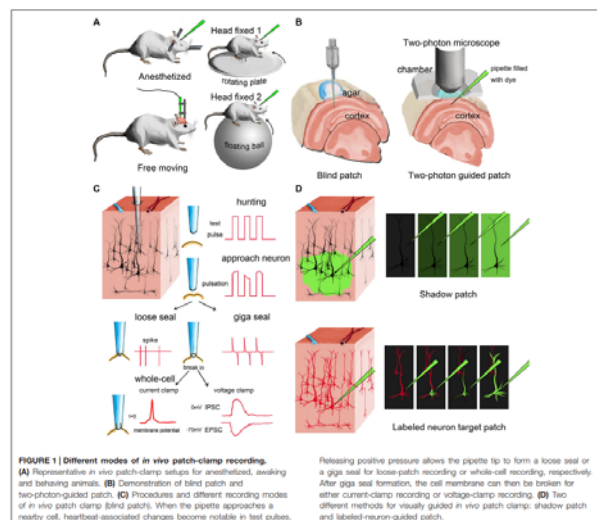 A
Head fixed 1
Anesthetized
rotating plate
Head fixed 2
floating ball
Free moving
B
Two-photon microscope
chamber
pipette filled
with dye
agar
cortex
cortex
Blind patch
Two-photon guided patch
C
hunting
test
pulse
approach neuron
pulsation
loose seal
giga seal
spike
break in
whole-cell
current clamp
voltage clamp
I=0
membrane potential
0mV IPSC
-70mV EPSC
D
Shadow patch
Labeled neuron target patch
FIGURE 1 | Different modes of in vivo patch-clamp recording.
(A) Representative in vivo patch-clamp setups for anesthetized, awaking
and behaving animals. (B) Demonstration of blind patch and
two-photon-guided patch. (C) Procedures and different recording modes
of in vivo patch clamp (blind patch). When the pipette approaches a
nearby cell, heartbeat-associated changes become notable in test pulses.
Releasing positive pressure allows the pipette tip to form a loose seal or
a giga seal for loose-patch recording or whole-cell recording, respectively.
After giga seal formation, the cell membrane can then be broken for
either current-clamp recording or voltage-clamp recording. (D) Two
different methods for visually guided in vivo patch clamp: shadow patch
and labeled-neuron-guided patch.